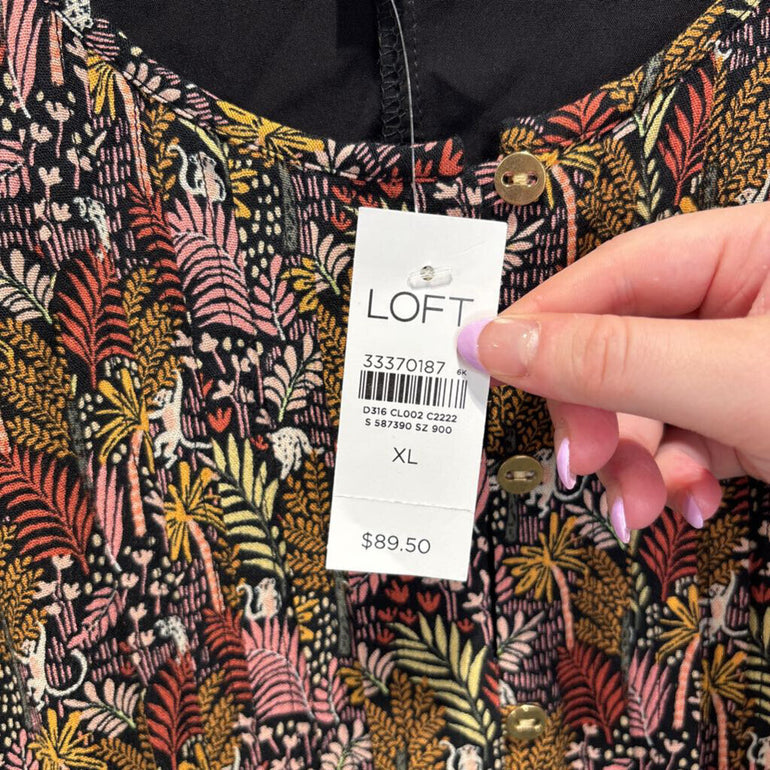 LOFT
33370187 6K
D316 CL002 C2222
S 587390 SZ 900
XL
$89.50